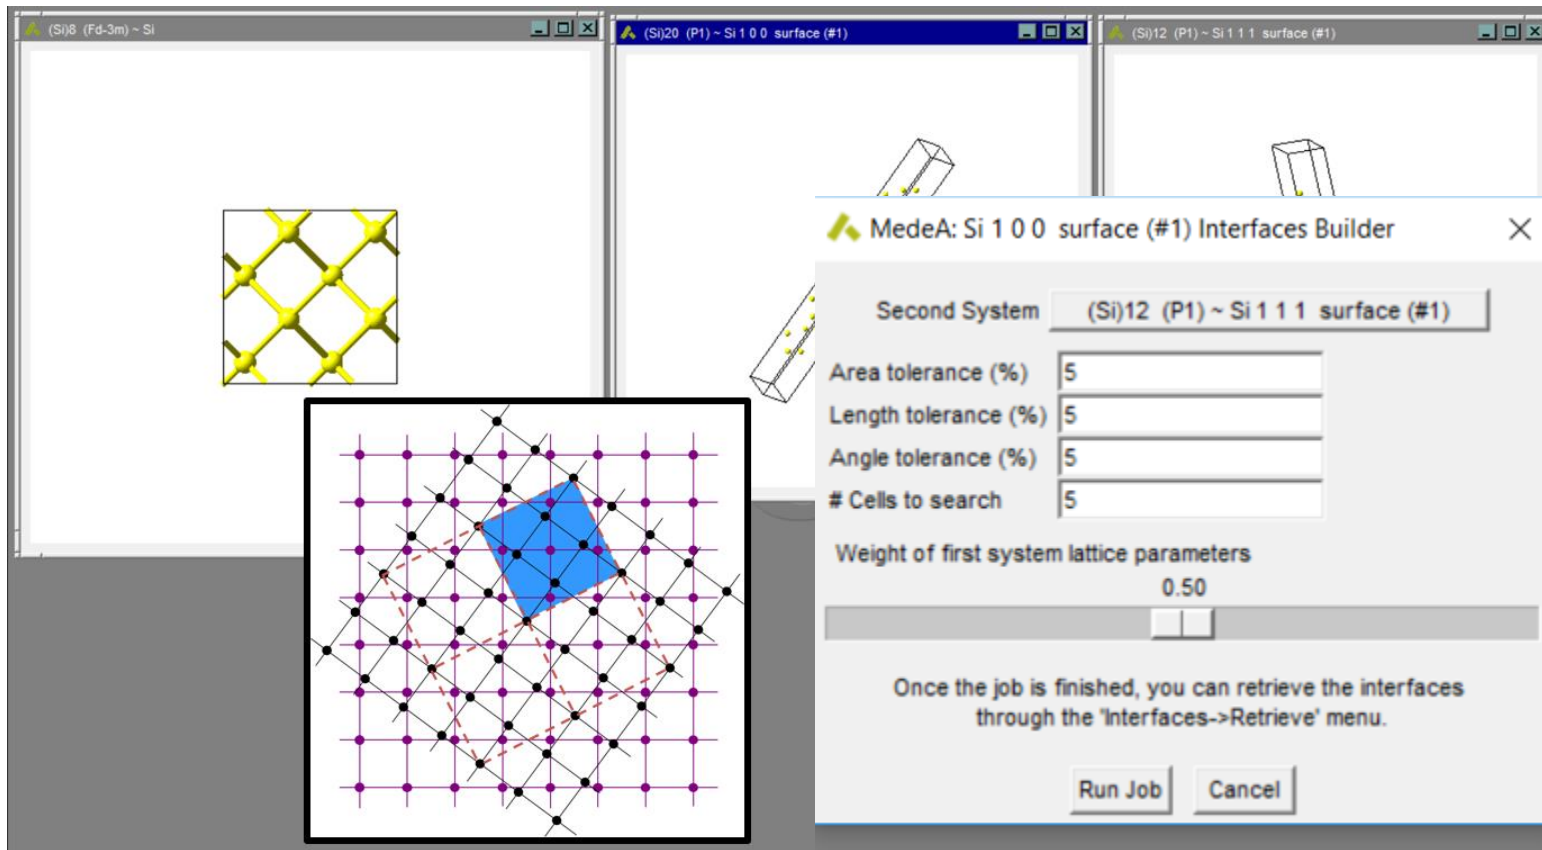 (Si)8 (Fd-3m) ~ Si
(Si)20 (P1) ~ Si 1 0 0 surface (#1)
(Si)12 (P1) ~ Si 1 1 1 surface (#1)
MedeA: Si 1 0 0 surface (#1) Interfaces Builder
Second System (Si)12 (P1) ~ Si 1 1 1 surface (#1)
Area tolerance (%) 5
Length tolerance (%) 5
Angle tolerance (%) 5
# Cells to search 5
Weight of first system lattice parameters
0.50
Once the job is finished, you can retrieve the interfaces
through the 'Interfaces->Retrieve' menu.
Run Job Cancel